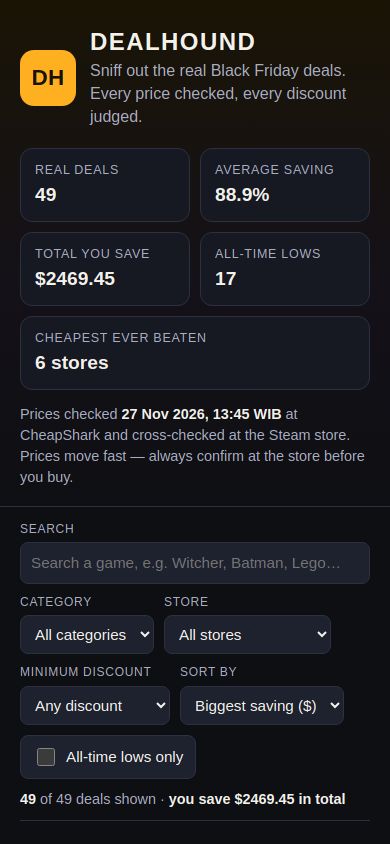 DH
DEALHOUND
Sniff out the real Black Friday deals.
Every price checked, every discount
judged.
REAL DEALS
49
AVERAGE SAVING
88.9%
TOTAL YOU SAVE
$2469.45
ALL-TIME LOWS
17
CHEAPEST EVER BEATEN
6 stores
Prices checked 27 Nov 2026, 13:45 WIB at
CheapShark and cross-checked at the Steam store.
Prices move fast — always confirm at the store before
you buy.
SEARCH
Search a game, e.g. Witcher, Batman, Lego…
CATEGORY
All categories
STORE
All stores
MINIMUM DISCOUNT
Any discount
SORT BY
Biggest saving ($)
All-time lows only
49 of 49 deals shown · you save $2469.45 in total